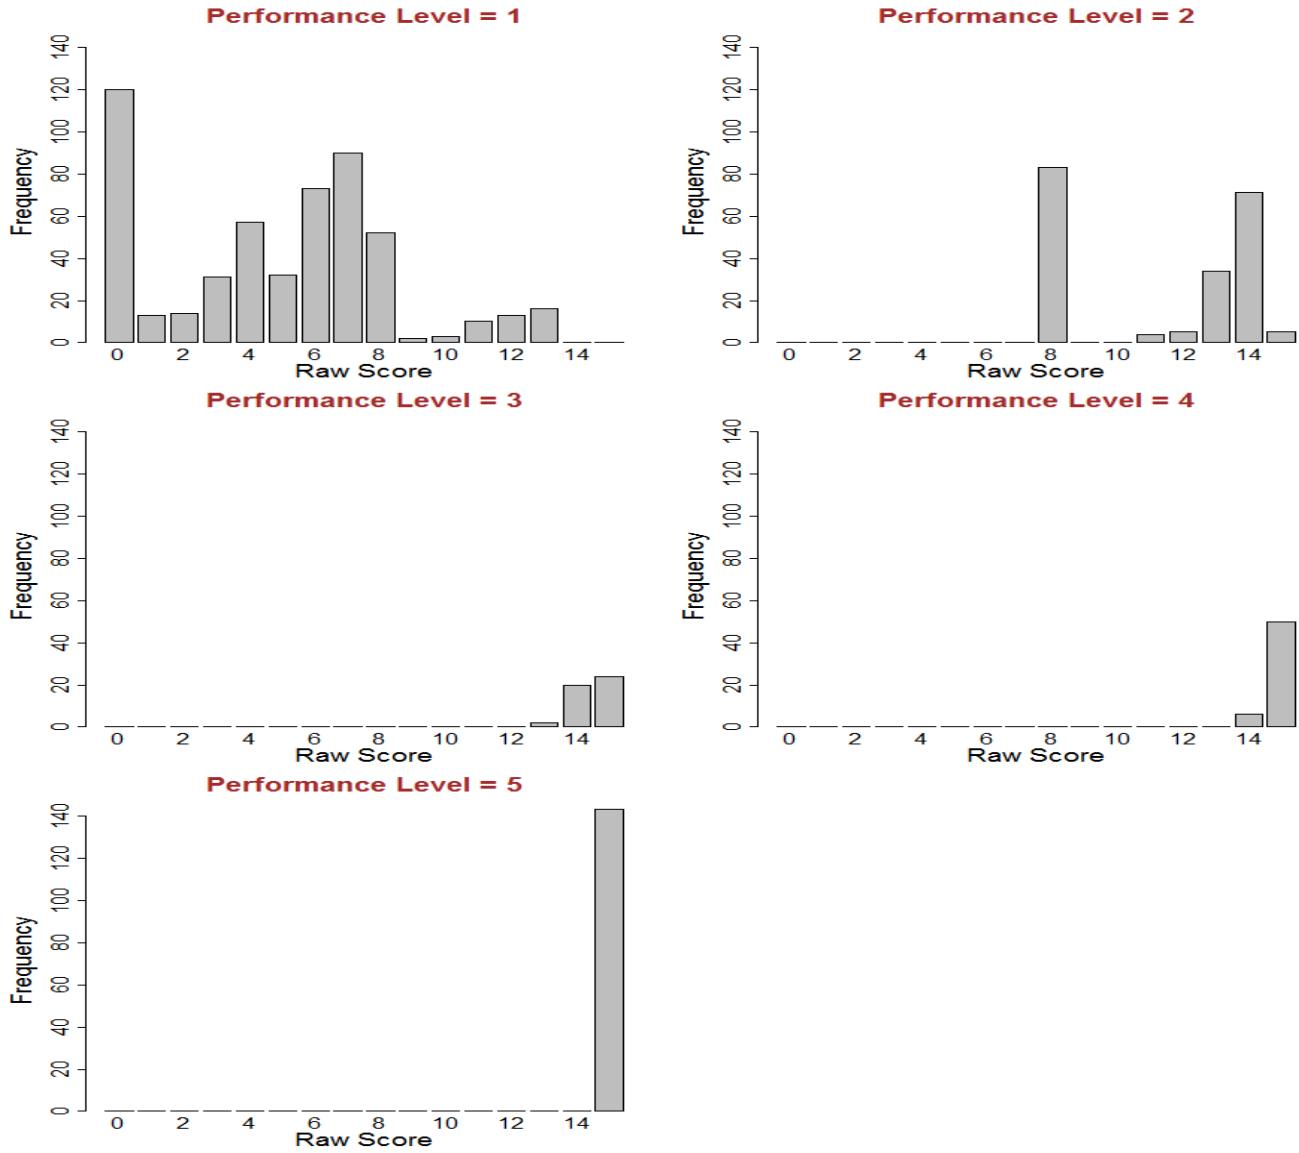 Performance Level = 1
Frequency
0 20 40 60 80 100 120 140
0 2 4 6 8 10 12 14
Raw Score
Performance Level = 2
Frequency
0 20 40 60 80 100 120 140
0 2 4 6 8 10 12 14
Raw Score
Performance Level = 3
Frequency
0 20 40 60 80 100 120 140
0 2 4 6 8 10 12 14
Raw Score
Performance Level = 4
Frequency
0 20 40 60 80 100 120 140
0 2 4 6 8 10 12 14
Raw Score
Performance Level = 5
Frequency
0 20 40 60 80 100 120 140
0 2 4 6 8 10 12 14
Raw Score